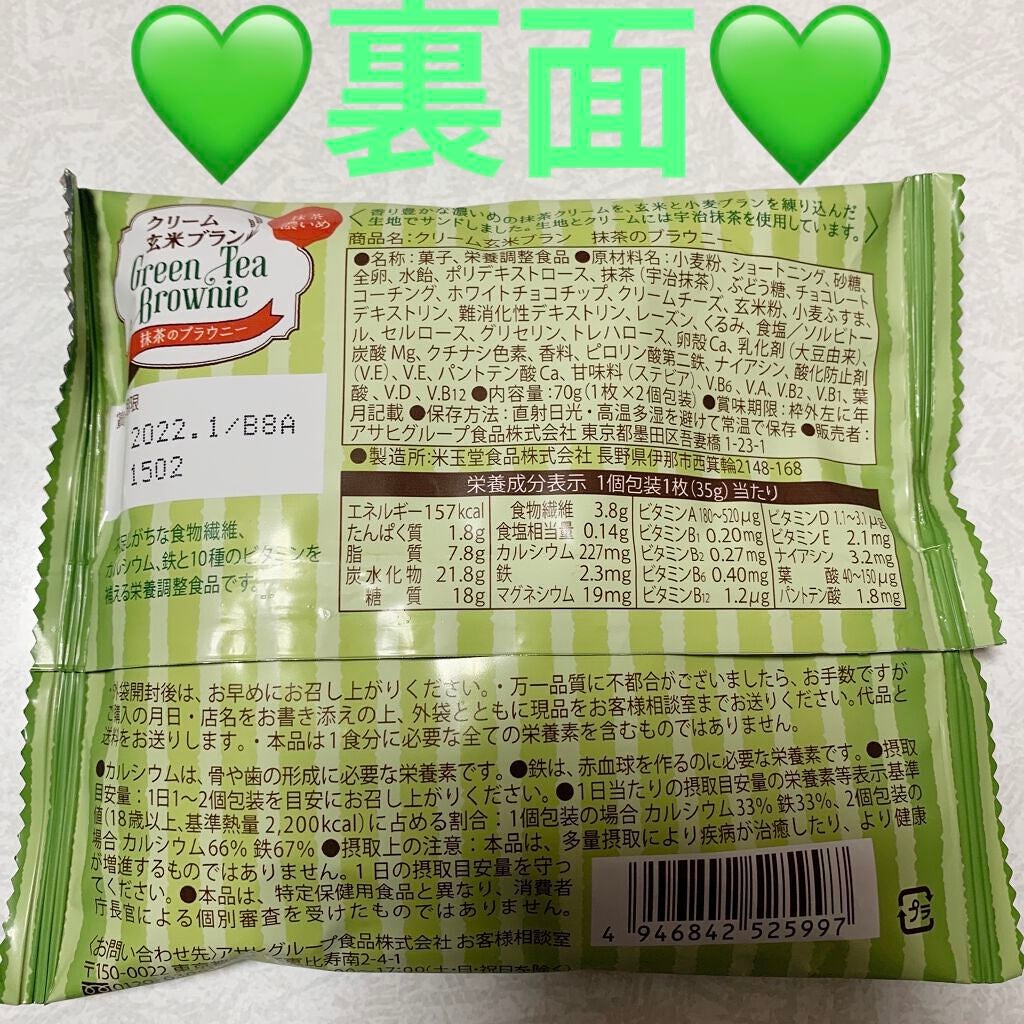 裏面
クリーム
玄米ブラン
Green Tea
Brownie
抹茶のブラウニー
抹茶
濃いめ
香り豊かな濃いめの抹茶クリームを、玄米と小麦ブランを練り込んだ
生地でサンドしました。生地とクリームには宇治抹茶を使用しています。
商品名:クリーム玄米ブラン 抹茶のブラウニー
●名称:菓子、栄養調整食品 ●原材料名:小麦粉、ショートニング、砂糖、
全卵、水飴、ポリデキストロース、抹茶(宇治抹茶)、ぶどう糖、チョコレート
コーチング、ホワイトチョコチップ、クリームチーズ、玄米粉、小麦ふすま、
デキストリン、難消化性デキストリン、レーズン、くるみ、食塩/ソルビトー
ル、セルロース、グリセリン、トレハロース、卵殻Ca、乳化剤(大豆由来)、
炭酸Mg、クチナシ色素、香料、ピロリン酸第二鉄、ナイアシン、酸化防止剤
(V.E)、V.E、パントテン酸Ca、甘味料(ステビア)、V.B6、V.A、V.B2、V.B1、葉
酸、V.D、V.B12 ●内容量:70g(1枚×2個包装) ●賞味期限:枠外左に年
月記載 ●保存方法:直射日光・高温多湿を避けて常温で保存 ●販売者:
アサヒグループ食品株式会社 東京都墨田区吾妻橋1-23-1
●製造所:米玉堂食品株式会社 長野県伊那市西箕輪2148-168
2022.1/B8A
1502
栄養成分表示 1個包装1枚(35g)当たり
エネルギー157kcal 食物繊維 3.8g ビタミンA 180~520μg ビタミンD 1.1~3.1μg
たんぱく質 1.8g 食塩相当量 0.14g ビタミンB1 0.20mg ビタミンE 2.1mg
脂質 7.8g カルシウム 227mg ビタミンB2 0.27mg ナイアシン 3.2mg
炭水化物 21.8g 鉄 2.3mg ビタミンB6 0.40mg 葉酸 40~150μg
糖質 18g マグネシウム 19mg ビタミンB12 1.2μg パントテン酸 1.8mg
しがちな食物繊維、
カルシウム、鉄と10種のビタミンを
補える栄養調整食品です。
・外袋開封後は、お早めにお召し上がりください。・万一品質に不都合がございましたら、お手数ですが
ご購入の月日・店名をお書き添えの上、外袋とともに現品をお客様相談室までお送りください。代品と
送料をお送りします。・本品は1食分に必要な全ての栄養素を含むものではありません。
●カルシウムは、骨や歯の形成に必要な栄養素です。●鉄は、赤血球を作るのに必要な栄養素です。●摂取
目安量:1日1~2個包装を目安にお召し上がりください。●1日当たりの摂取目安量の栄養素等表示基準
値(18歳以上、基準熱量2,200kcal)に占める割合:1個包装の場合 カルシウム33% 鉄33%、2個包装の
場合 カルシウム66% 鉄67% ●摂取上の注意:本品は、多量摂取により疾病が治癒したり、より健康
が増進するものではありません。1日の摂取目安量を守っ
てください。●本品は、特定保健用食品と異なり、消費者
庁長官による個別審査を受けたものではありません。
4 946842 525997
プラ
〈お問い合わせ先〉アサヒグループ食品株式会社 お客様相談室
〒150-0022 東京 恵比寿南2-4-1